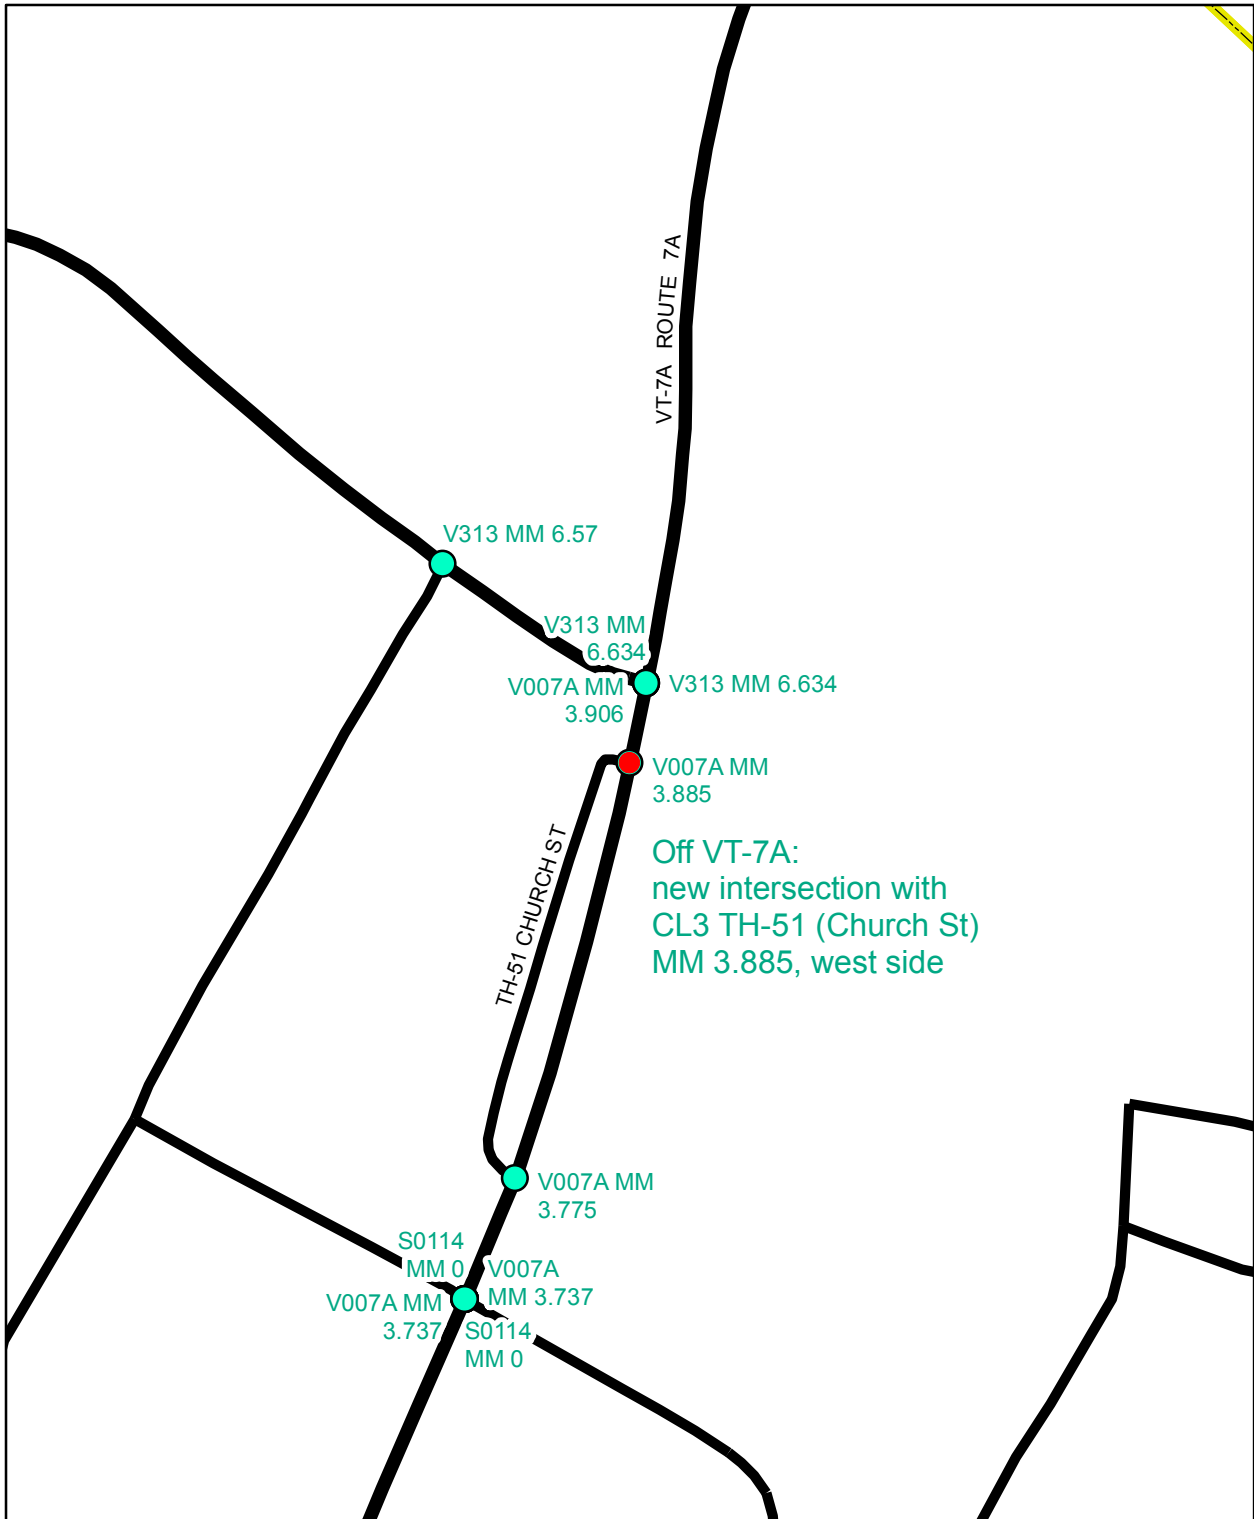 VT-7A ROUTE 7A
V313 MM 6.57
V313 MM
6.634
V007A MM
3.906
V313 MM 6.634
V007A MM
3.885
Off VT-7A:
new intersection with
CL3 TH-51 (Church St)
MM 3.885, west side
TH-51 CHURCH ST
V007A MM
3.775
S0114
MM 0
V007A
MM 3.737
V007A MM
3.737
S0114
MM 0